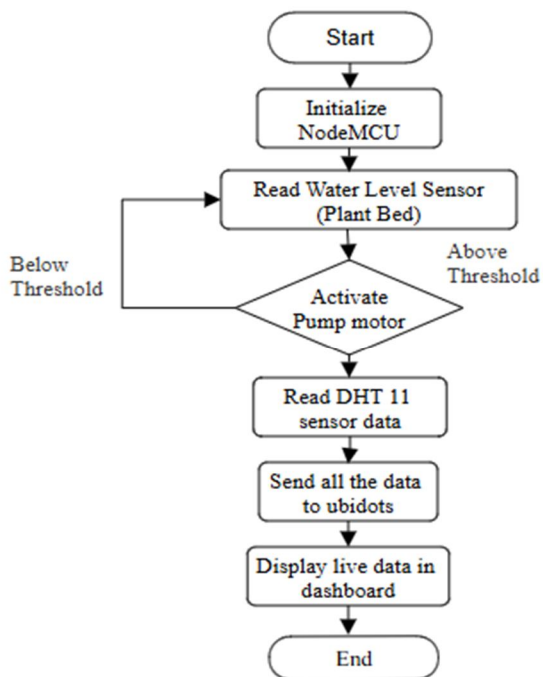 Start
Initialize
NodeMCU
Read Water Level Sensor
(Plant Bed)
Below
Threshold
Above
Threshold
Activate
Pump motor
Read DHT 11
sensor data
Send all the data
to ubidots
Display live data in
dashboard
End